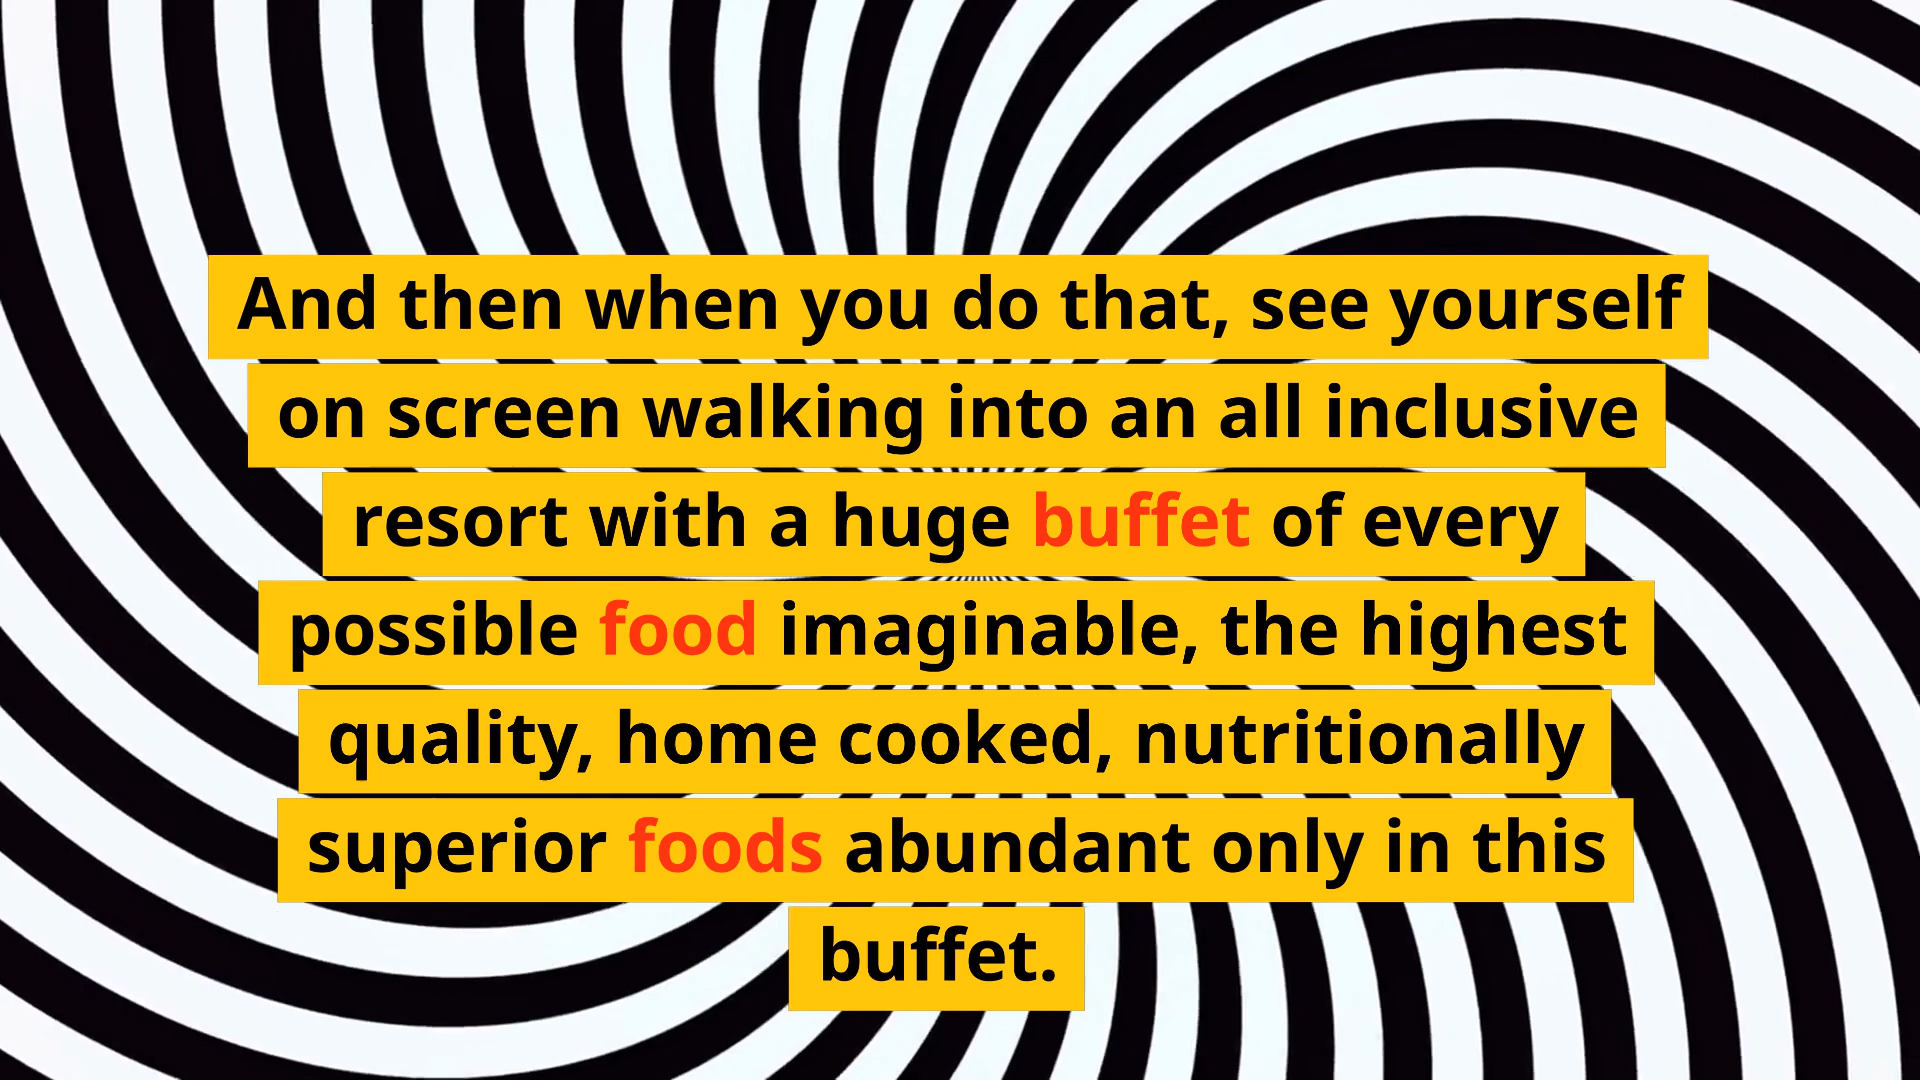 And then when you do that, see yourself
on screen walking into an all inclusive
resort with a huge buffet of every
possible food imaginable, the highest
quality, home cooked, nutritionally
superior foods abundant only in this
buffet.